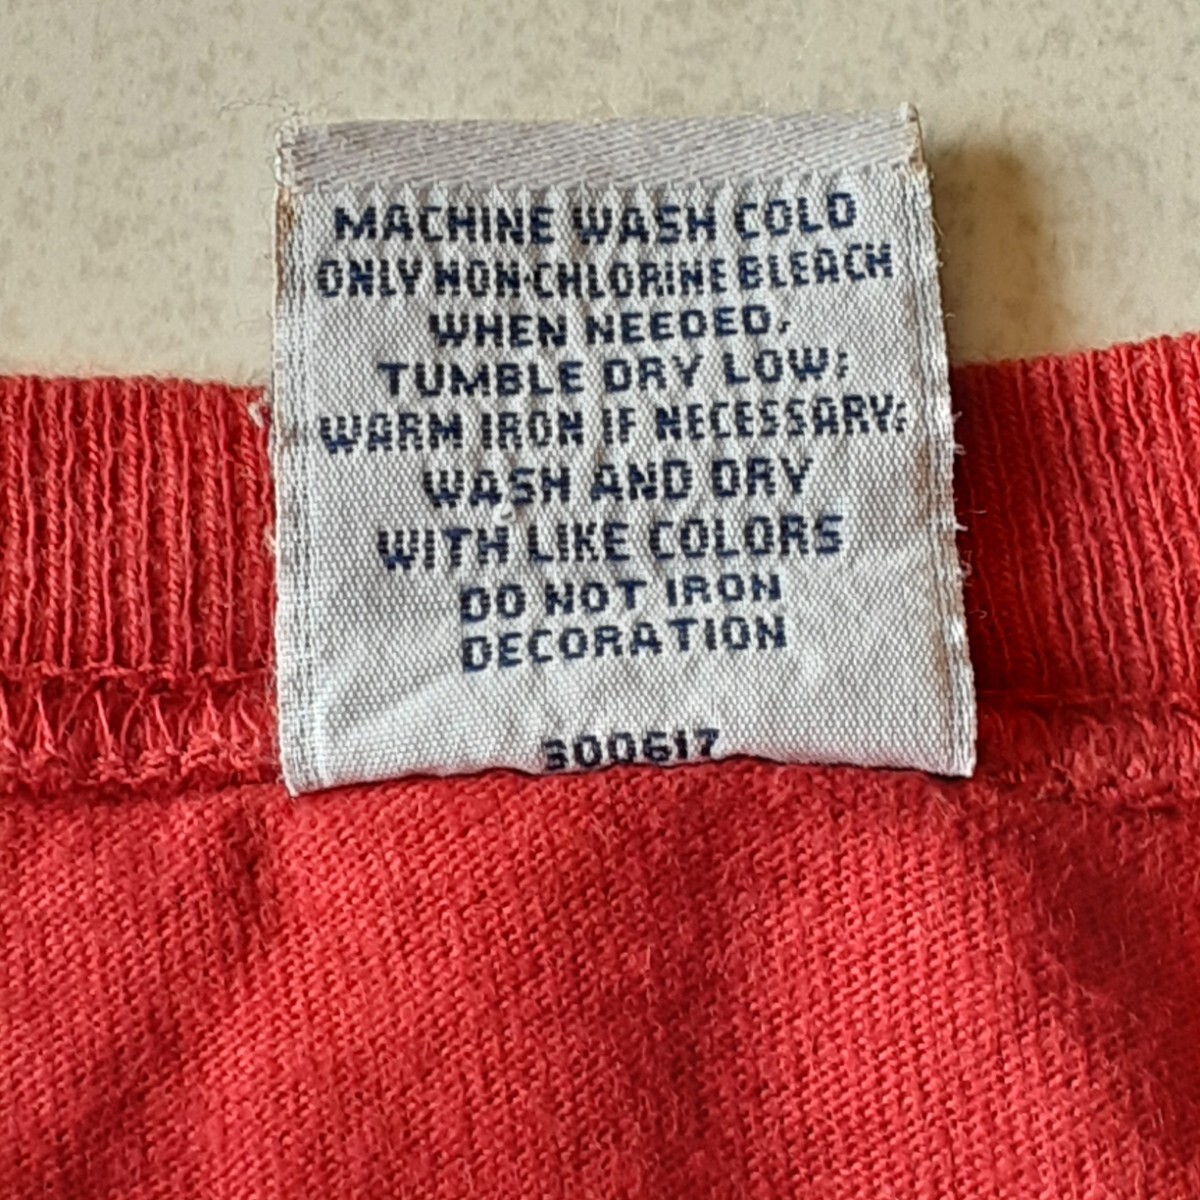 MACHINE WASH COLD
ONLY NON-CHLORINE BLEACH
WHEN NEEDED;
TUMBLE DRY LOW;
WARM IRON IF NECESSARY;
WASH AND DRY
WITH LIKE COLORS
DO NOT IRON
DECORATION